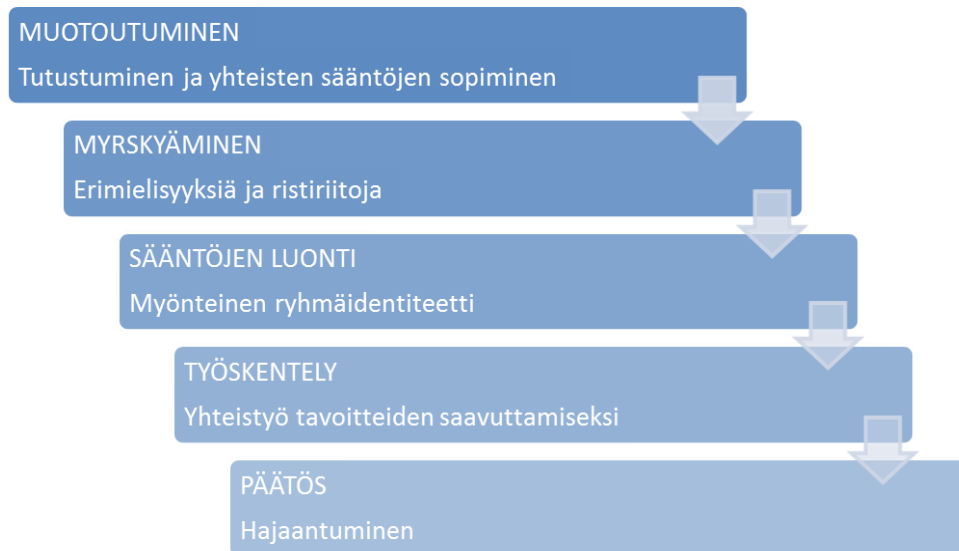 MUOTOUTUMINEN
Tutustuminen ja yhteisten sääntöjen sopiminen
MYRSKYÄMINEN
Erimielisyyksiä ja ristiriitoja
SÄÄNTÖJEN LUONTI
Myönteinen ryhmäidentiteetti
TYÖSKENTELY
Yhteistyö tavoitteiden saavuttamiseksi
PÄÄTÖS
Hajaantuminen